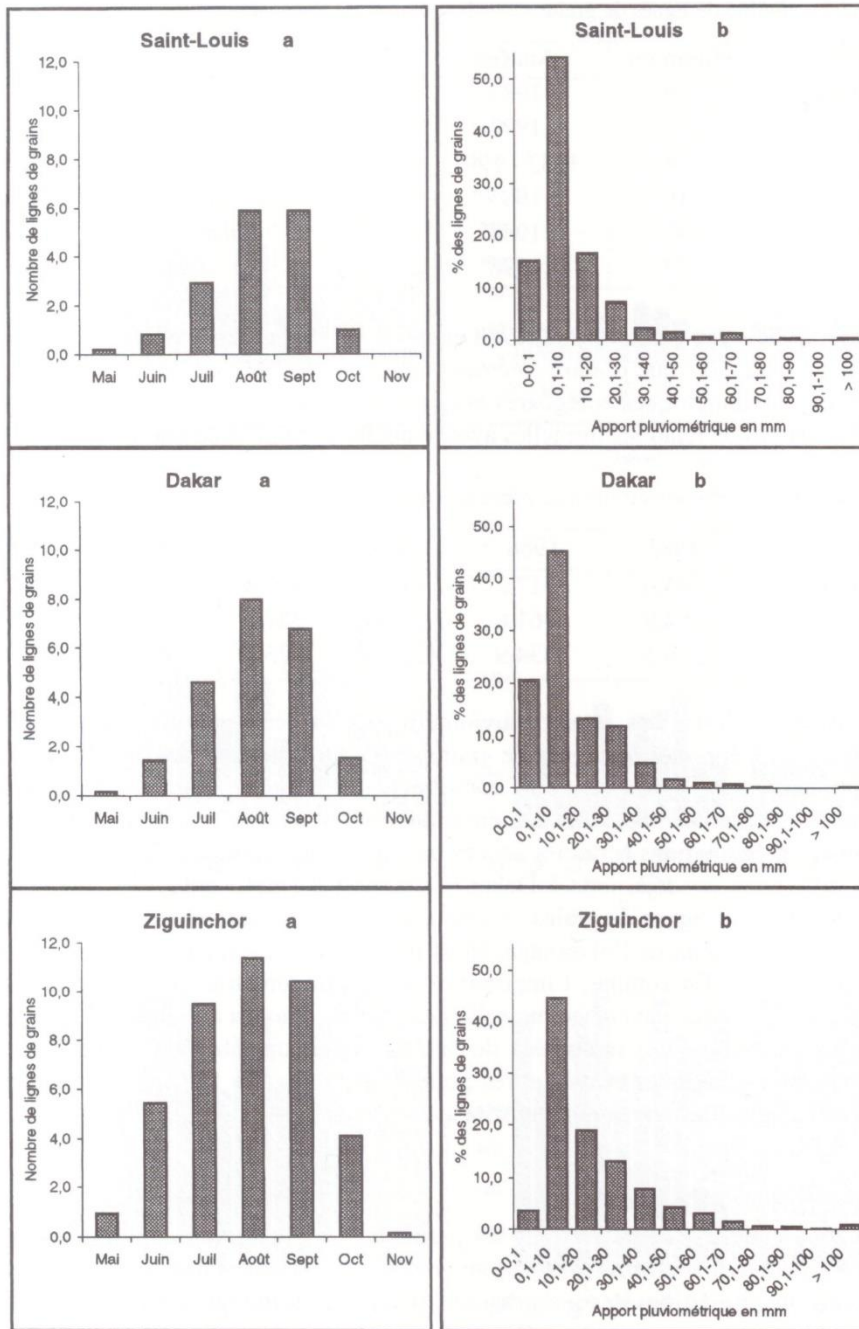 Saint-Louis a
Nombre de lignes de grains
12,0
10,0
8,0
6,0
4,0
2,0
0,0
Mai Juin Juil Août Sept Oct Nov
Saint-Louis b
% des lignes de grains
50,0
40,0
30,0
20,0
10,0
0,0
0-0,1 0,1-10 10,1-20 20,1-30 30,1-40 40,1-50 50,1-60 60,1-70 70,1-80 80,1-90 90,1-100 > 100
Apport pluviométrique en mm
Dakar a
Nombre de lignes de grains
12,0
10,0
8,0
6,0
4,0
2,0
0,0
Mai Juin Juil Août Sept Oct Nov
Dakar b
% des lignes de grains
50,0
40,0
30,0
20,0
10,0
0,0
0-0,1 0,1-10 10,1-20 20,1-30 30,1-40 40,1-50 50,1-60 60,1-70 70,1-80 80,1-90 90,1-100 > 100
Apport pluviométrique en mm
Ziguinchor a
Nombre de lignes de grains
12,0
10,0
8,0
6,0
4,0
2,0
0,0
Mai Juin Juil Août Sept Oct Nov
Ziguinchor b
% des lignes de grains
50,0
40,0
30,0
20,0
10,0
0,0
0-0,1 0,1-10 10,1-20 20,1-30 30,1-40 40,1-50 50,1-60 60,1-70 70,1-80 80,1-90 90,1-100 > 100
Apport pluviométrique en mm